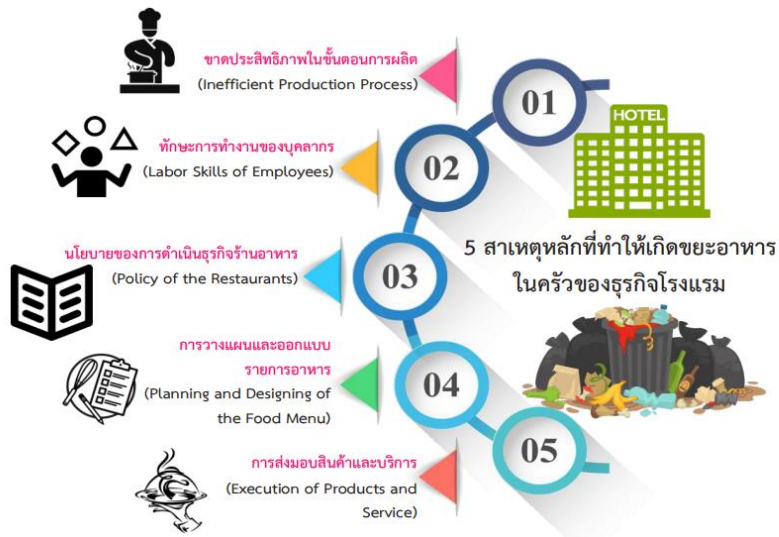 ขาดประสิทธิภาพในขั้นตอนการผลิต
(Inefficient Production Process)
01
HOTEL
ทักษะการทำงานของบุคลากร
(Labor Skills of Employees)
02
5 สาเหตุหลักที่ทำให้เกิดขยะอาหาร
ในครัวของธุรกิจโรงแรม
นโยบายของการดำเนินธุรกิจร้านอาหาร
(Policy of the Restaurants)
03
การวางแผนและออกแบบ
รายการอาหาร
(Planning and Designing of
the Food Menu)
04
การส่งมอบสินค้าและบริการ
(Execution of Products and
Service)
05